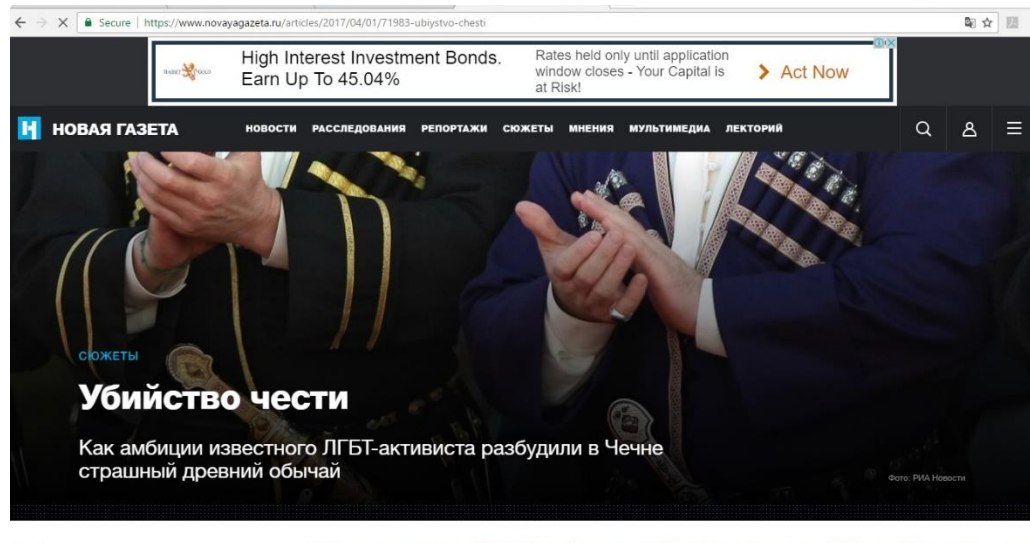 Secure https://www.novayagazeta.ru/articles/2017/04/01/71983-ubiystvo-chesti
High Interest Investment Bonds.
Earn Up To 45.04%
Rates held only until application
window closes - Your Capital is
at Risk!
Act Now
НОВАЯ ГАЗЕТА
НОВОСТИ РАССЛЕДОВАНИЯ РЕПОРТАЖИ СЮЖЕТЫ МНЕНИЯ МУЛЬТИМЕДИА ЛЕКТОРИЙ
СЮЖЕТЫ
Убийство чести
Как амбиции известного ЛГБТ-активиста разбудили в Чечне
страшный древний обычай
Фото: РИА Новости